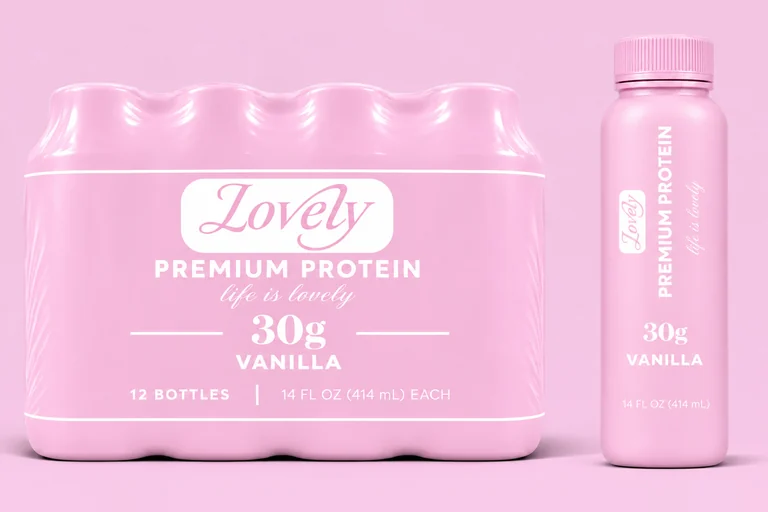 Lovely
PREMIUM PROTEIN
life is lovely
30g
VANILLA
12 BOTTLES | 14 FL OZ (414 mL) EACH
Lovely
PREMIUM PROTEIN
life is lovely
30g
VANILLA
14 FL OZ (414 mL)